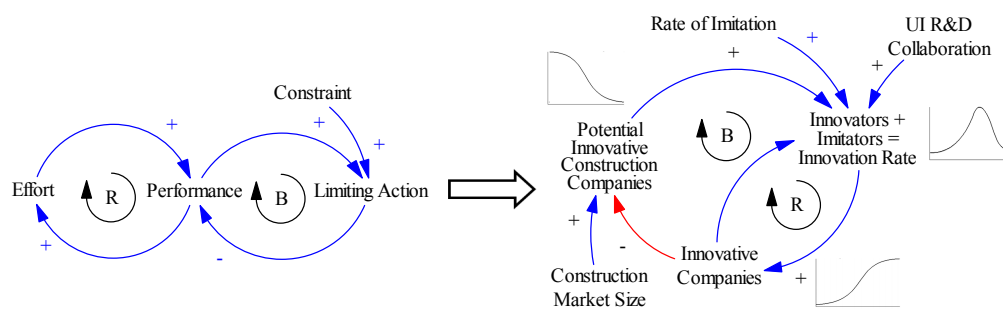 Rate of Imitation
UI R&D
Collaboration
+
+
+
Constraint
+
+
+
Potential
Innovative
Construction
Companies
B
Innovators +
Imitators =
Innovation Rate
Effort
R
Performance
B
Limiting Action
R
+
-
+
-
Innovative
Companies
+
Construction
Market Size